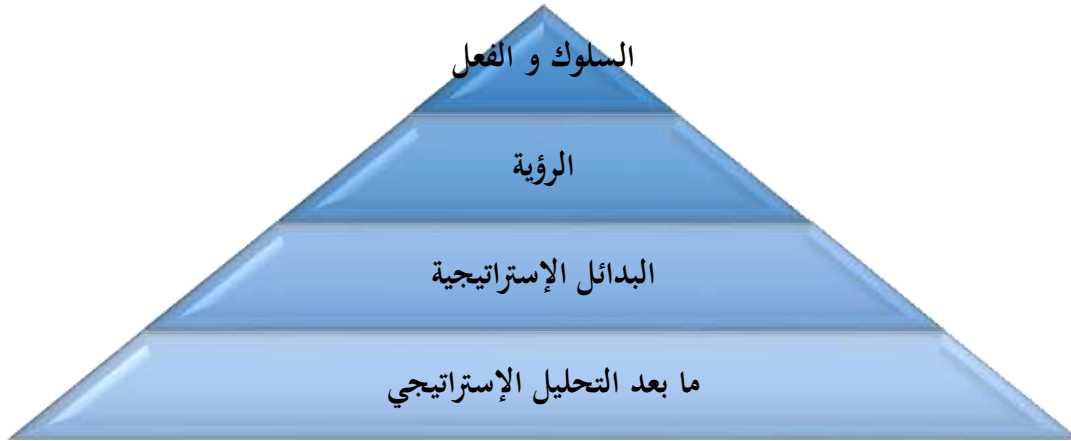 السلوك و الفعل
الرؤية
البدائل الإستراتيجية
ما بعد التحليل الإستراتيجي